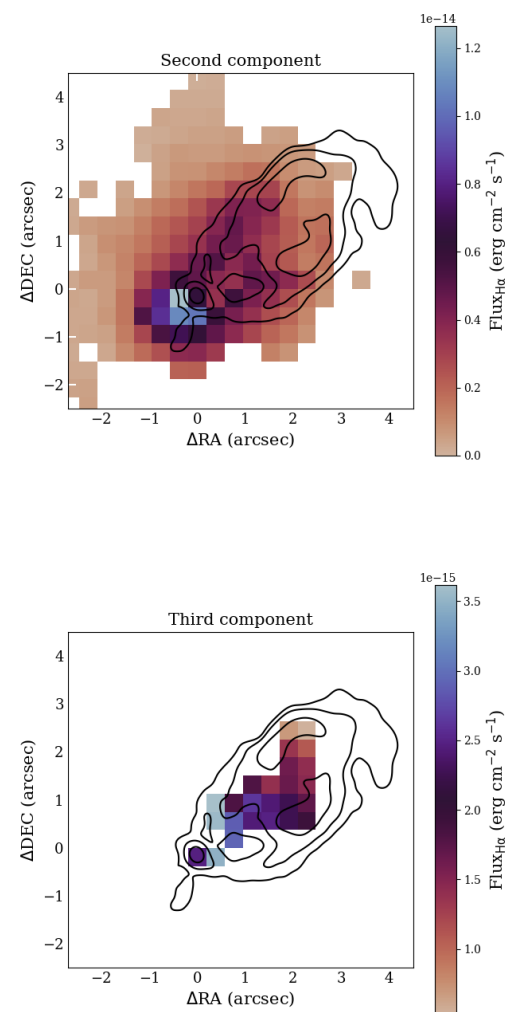 1e−14
Second component
4
3
2
1
0
−1
−2
ΔDEC (arcsec)
−2 −1 0 1 2 3 4
ΔRA (arcsec)
1.2
1.0
0.8
0.6
0.4
0.2
0.0
Flux_Hα (erg cm⁻² s⁻¹)
1e−15
Third component
4
3
2
1
0
−1
−2
ΔDEC (arcsec)
−2 −1 0 1 2 3 4
ΔRA (arcsec)
3.5
3.0
2.5
2.0
1.5
1.0
Flux_Hα (erg cm⁻² s⁻¹)